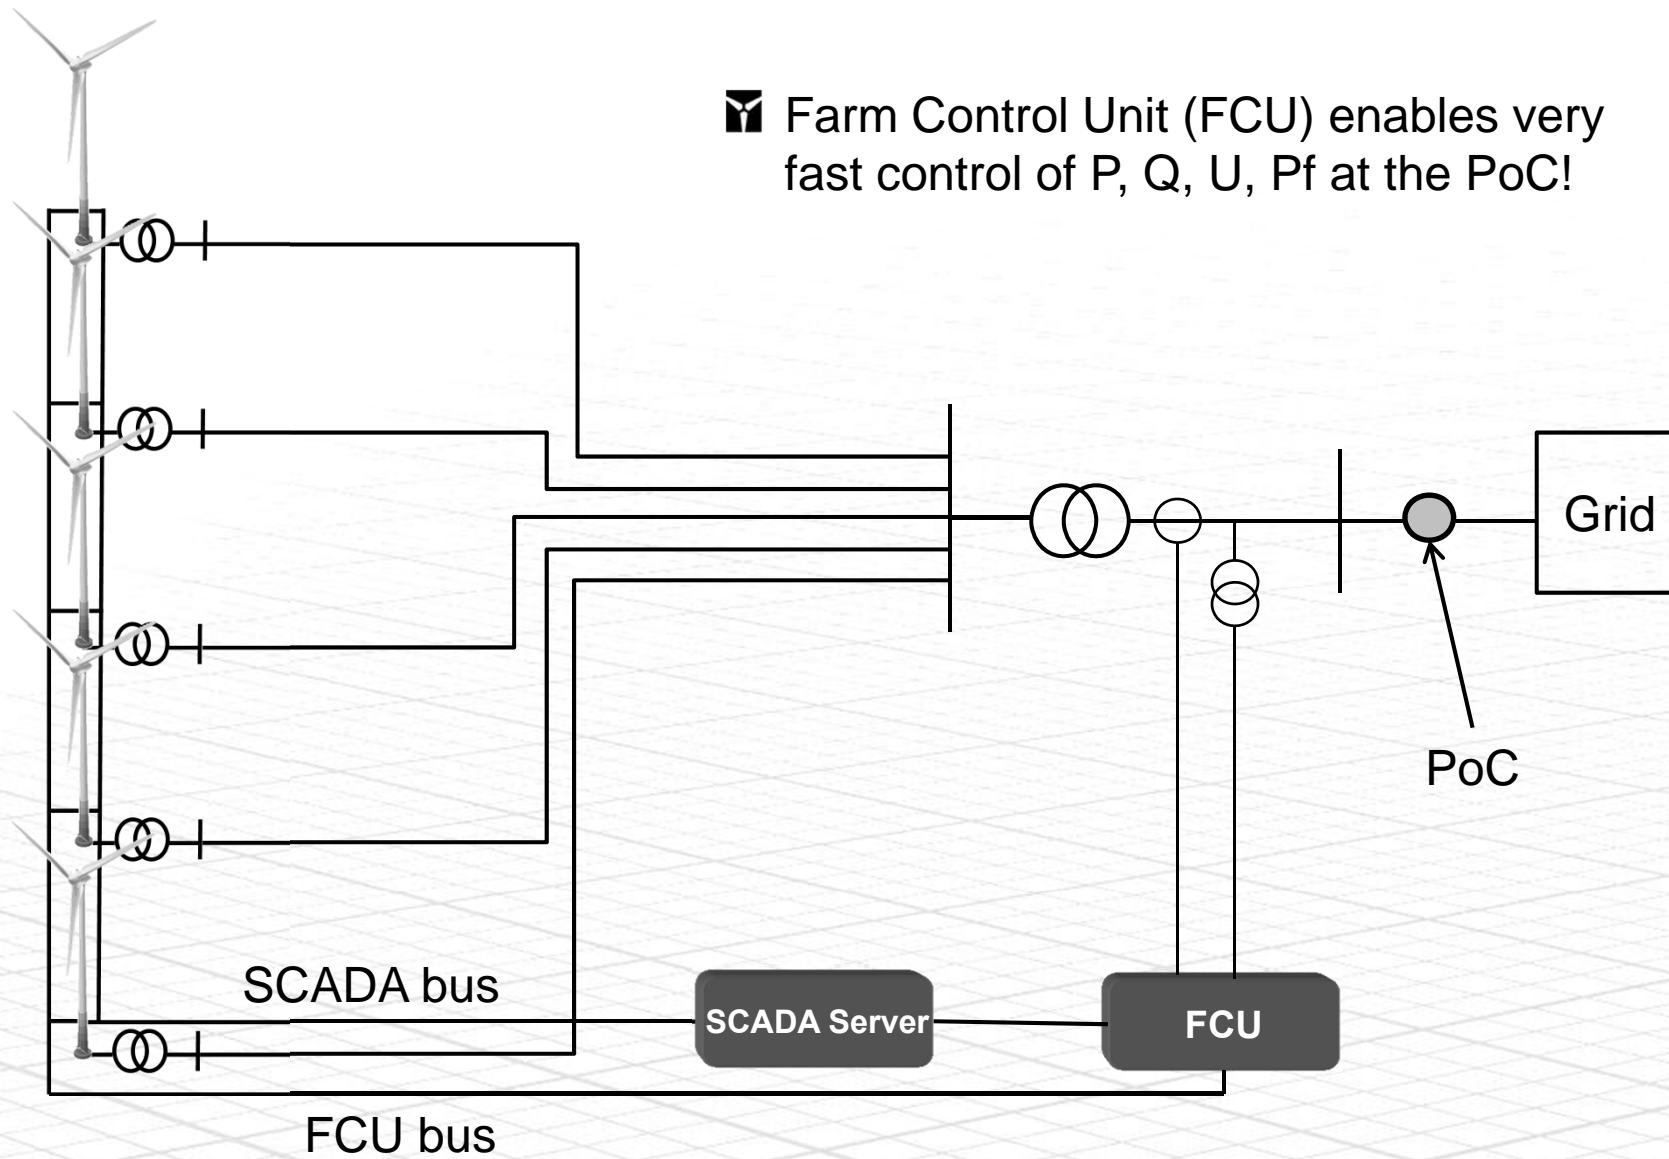 Farm Control Unit (FCU) enables very
fast control of P, Q, U, Pf at the PoC!
Grid
PoC
SCADA bus
SCADA Server
FCU
FCU bus